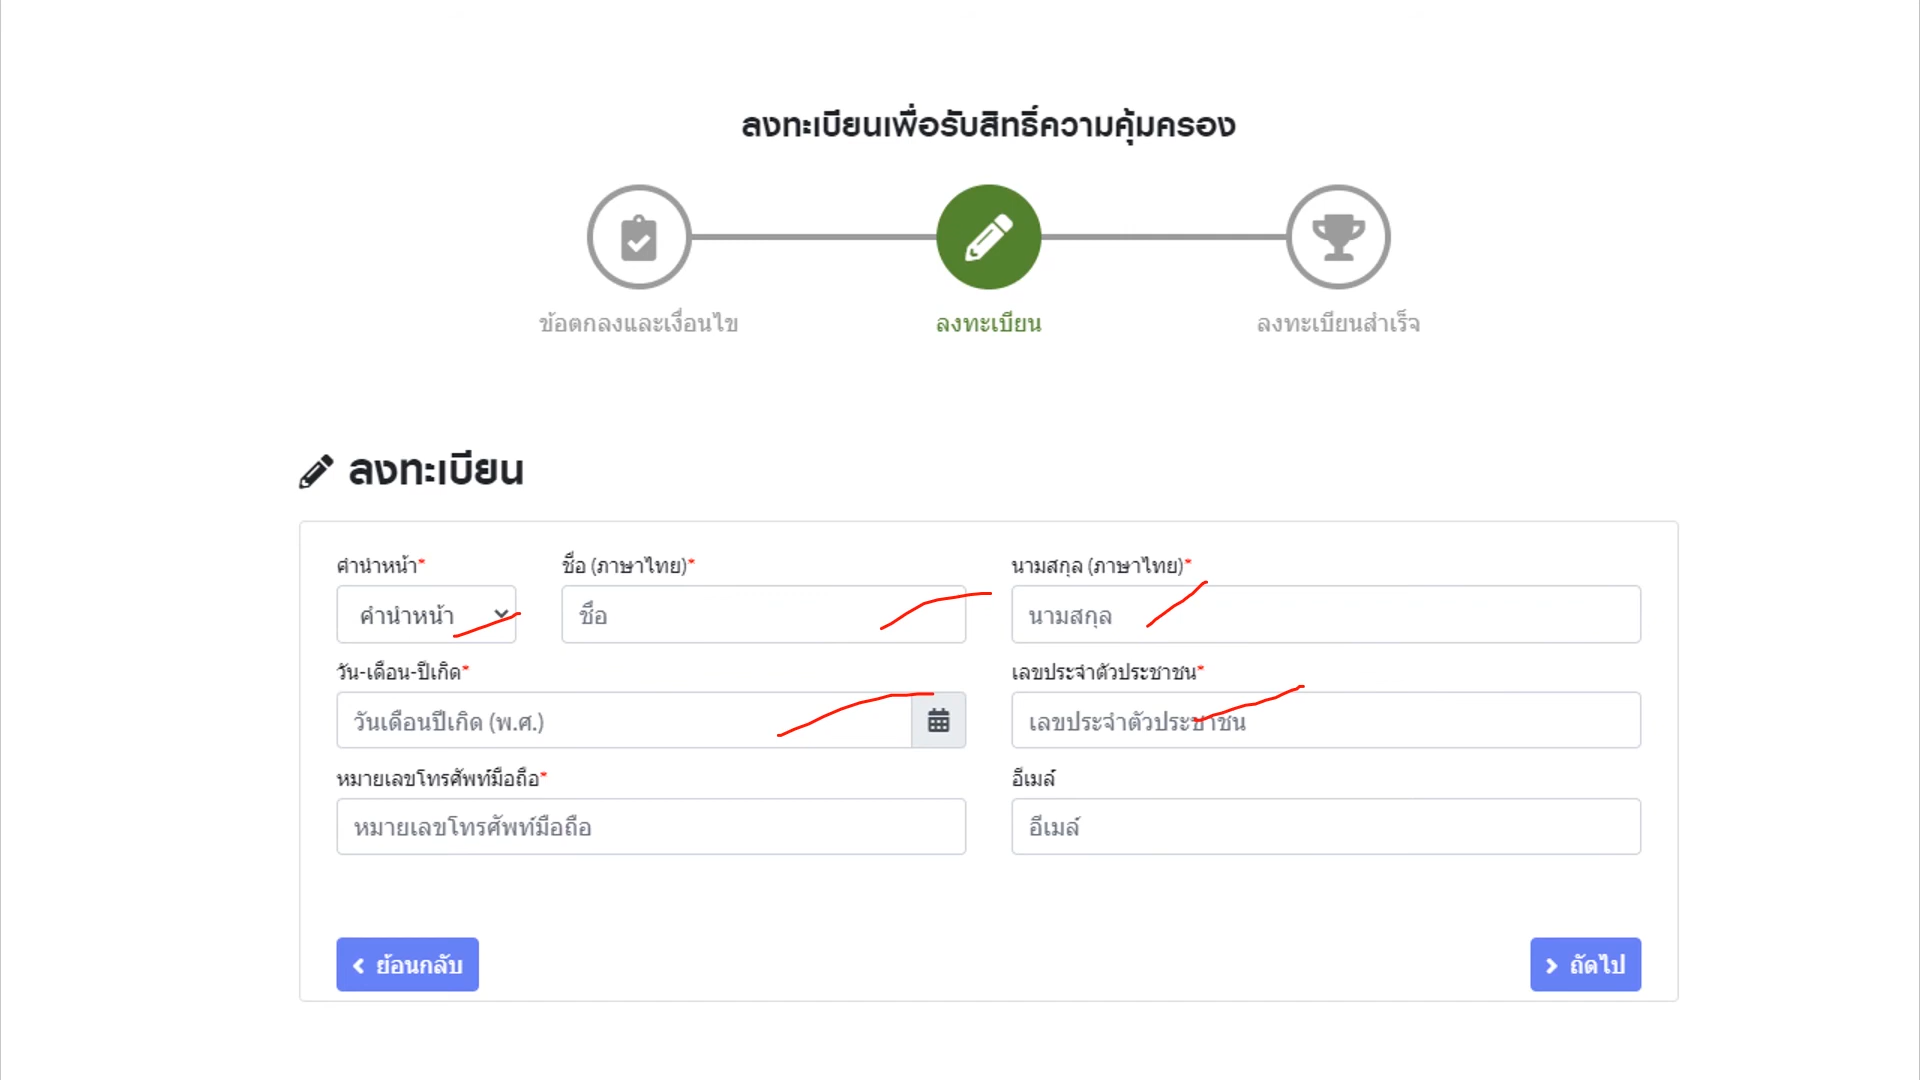 ลงทะเบียนเพื่อรับสิทธิ์ความคุ้มครอง
ข้อตกลงและเงื่อนไข
ลงทะเบียน
ลงทะเบียนสำเร็จ
ลงทะเบียน
คำนำหน้า*
ชื่อ (ภาษาไทย)*
นามสกุล (ภาษาไทย)*
คำนำหน้า
ชื่อ
นามสกุล
วัน-เดือน-ปีเกิด*
เลขประจำตัวประชาชน*
วันเดือนปีเกิด (พ.ศ.)
เลขประจำตัวประชาชน
หมายเลขโทรศัพท์มือถือ*
อีเมล์
หมายเลขโทรศัพท์มือถือ
อีเมล์
ย้อนกลับ
ถัดไป